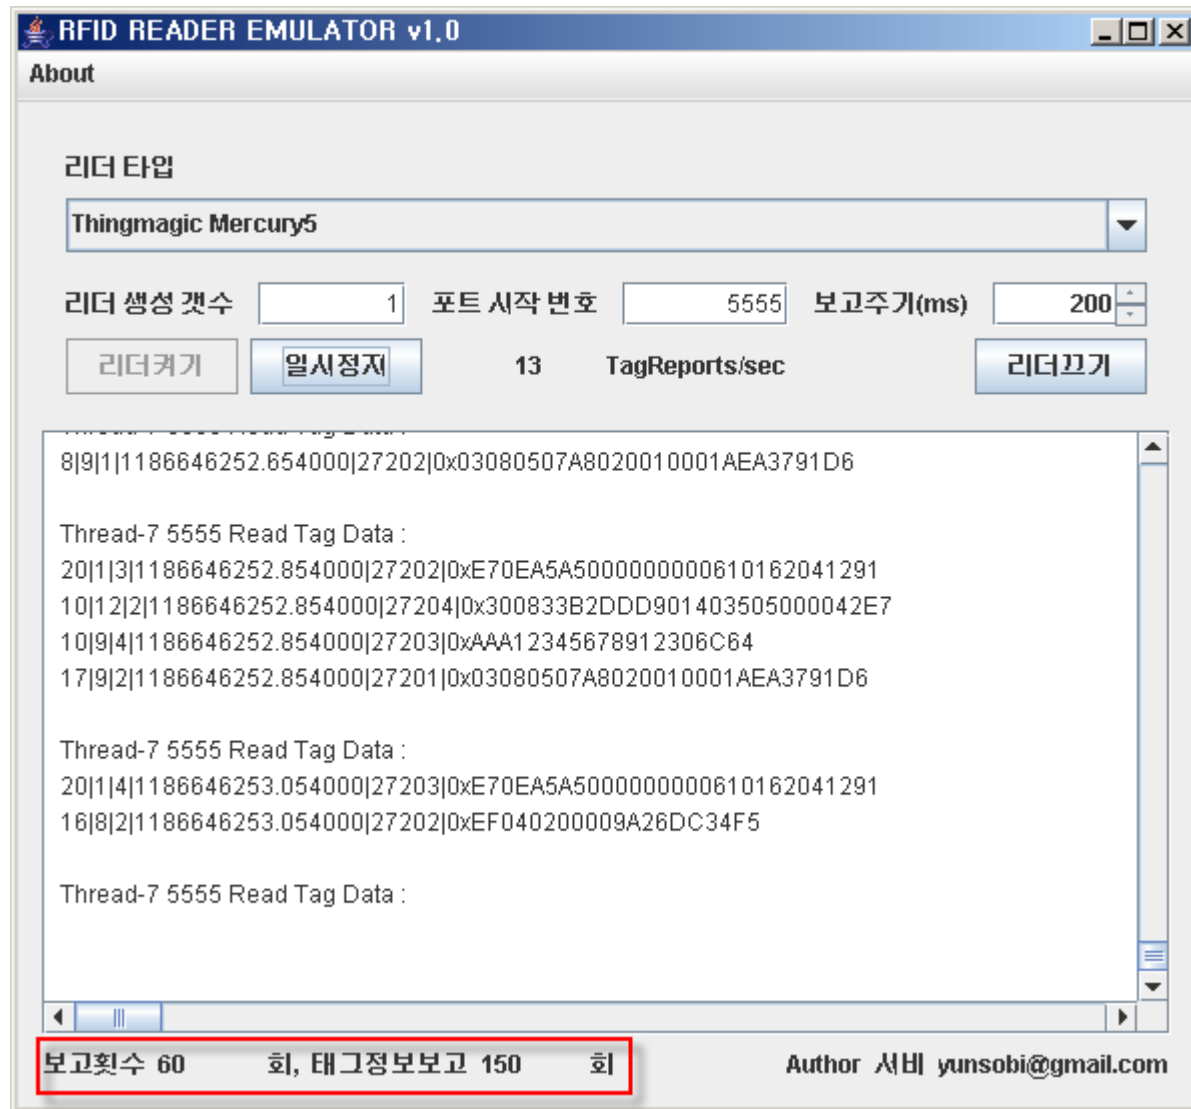 RFID READER EMULATOR v1.0
About
리더 타입
Thingmagic Mercury5
리더 생성 갯수 1 포트 시작 번호 5555 보고주기(ms) 200
리더켜기 일시정지 13 TagReports/sec 리더끄기
8|9|1|1186646252.654000|27202|0x03080507A8020010001AEA3791D6
Thread-7 5555 Read Tag Data :
20|1|3|1186646252.854000|27202|0xE70EA5A5000000000610162041291
10|12|2|1186646252.854000|27204|0x300833B2DDD901403505000042E7
10|9|4|1186646252.854000|27203|0xAAA12345678912306C64
17|9|2|1186646252.854000|27201|0x03080507A8020010001AEA3791D6
Thread-7 5555 Read Tag Data :
20|1|4|1186646253.054000|27203|0xE70EA5A5000000000610162041291
16|8|2|1186646253.054000|27202|0xEF040200009A26DC34F5
Thread-7 5555 Read Tag Data :
보고횟수 60 회, 태그정보보고 150 회 Author 서비 yunsobi@gmail.com